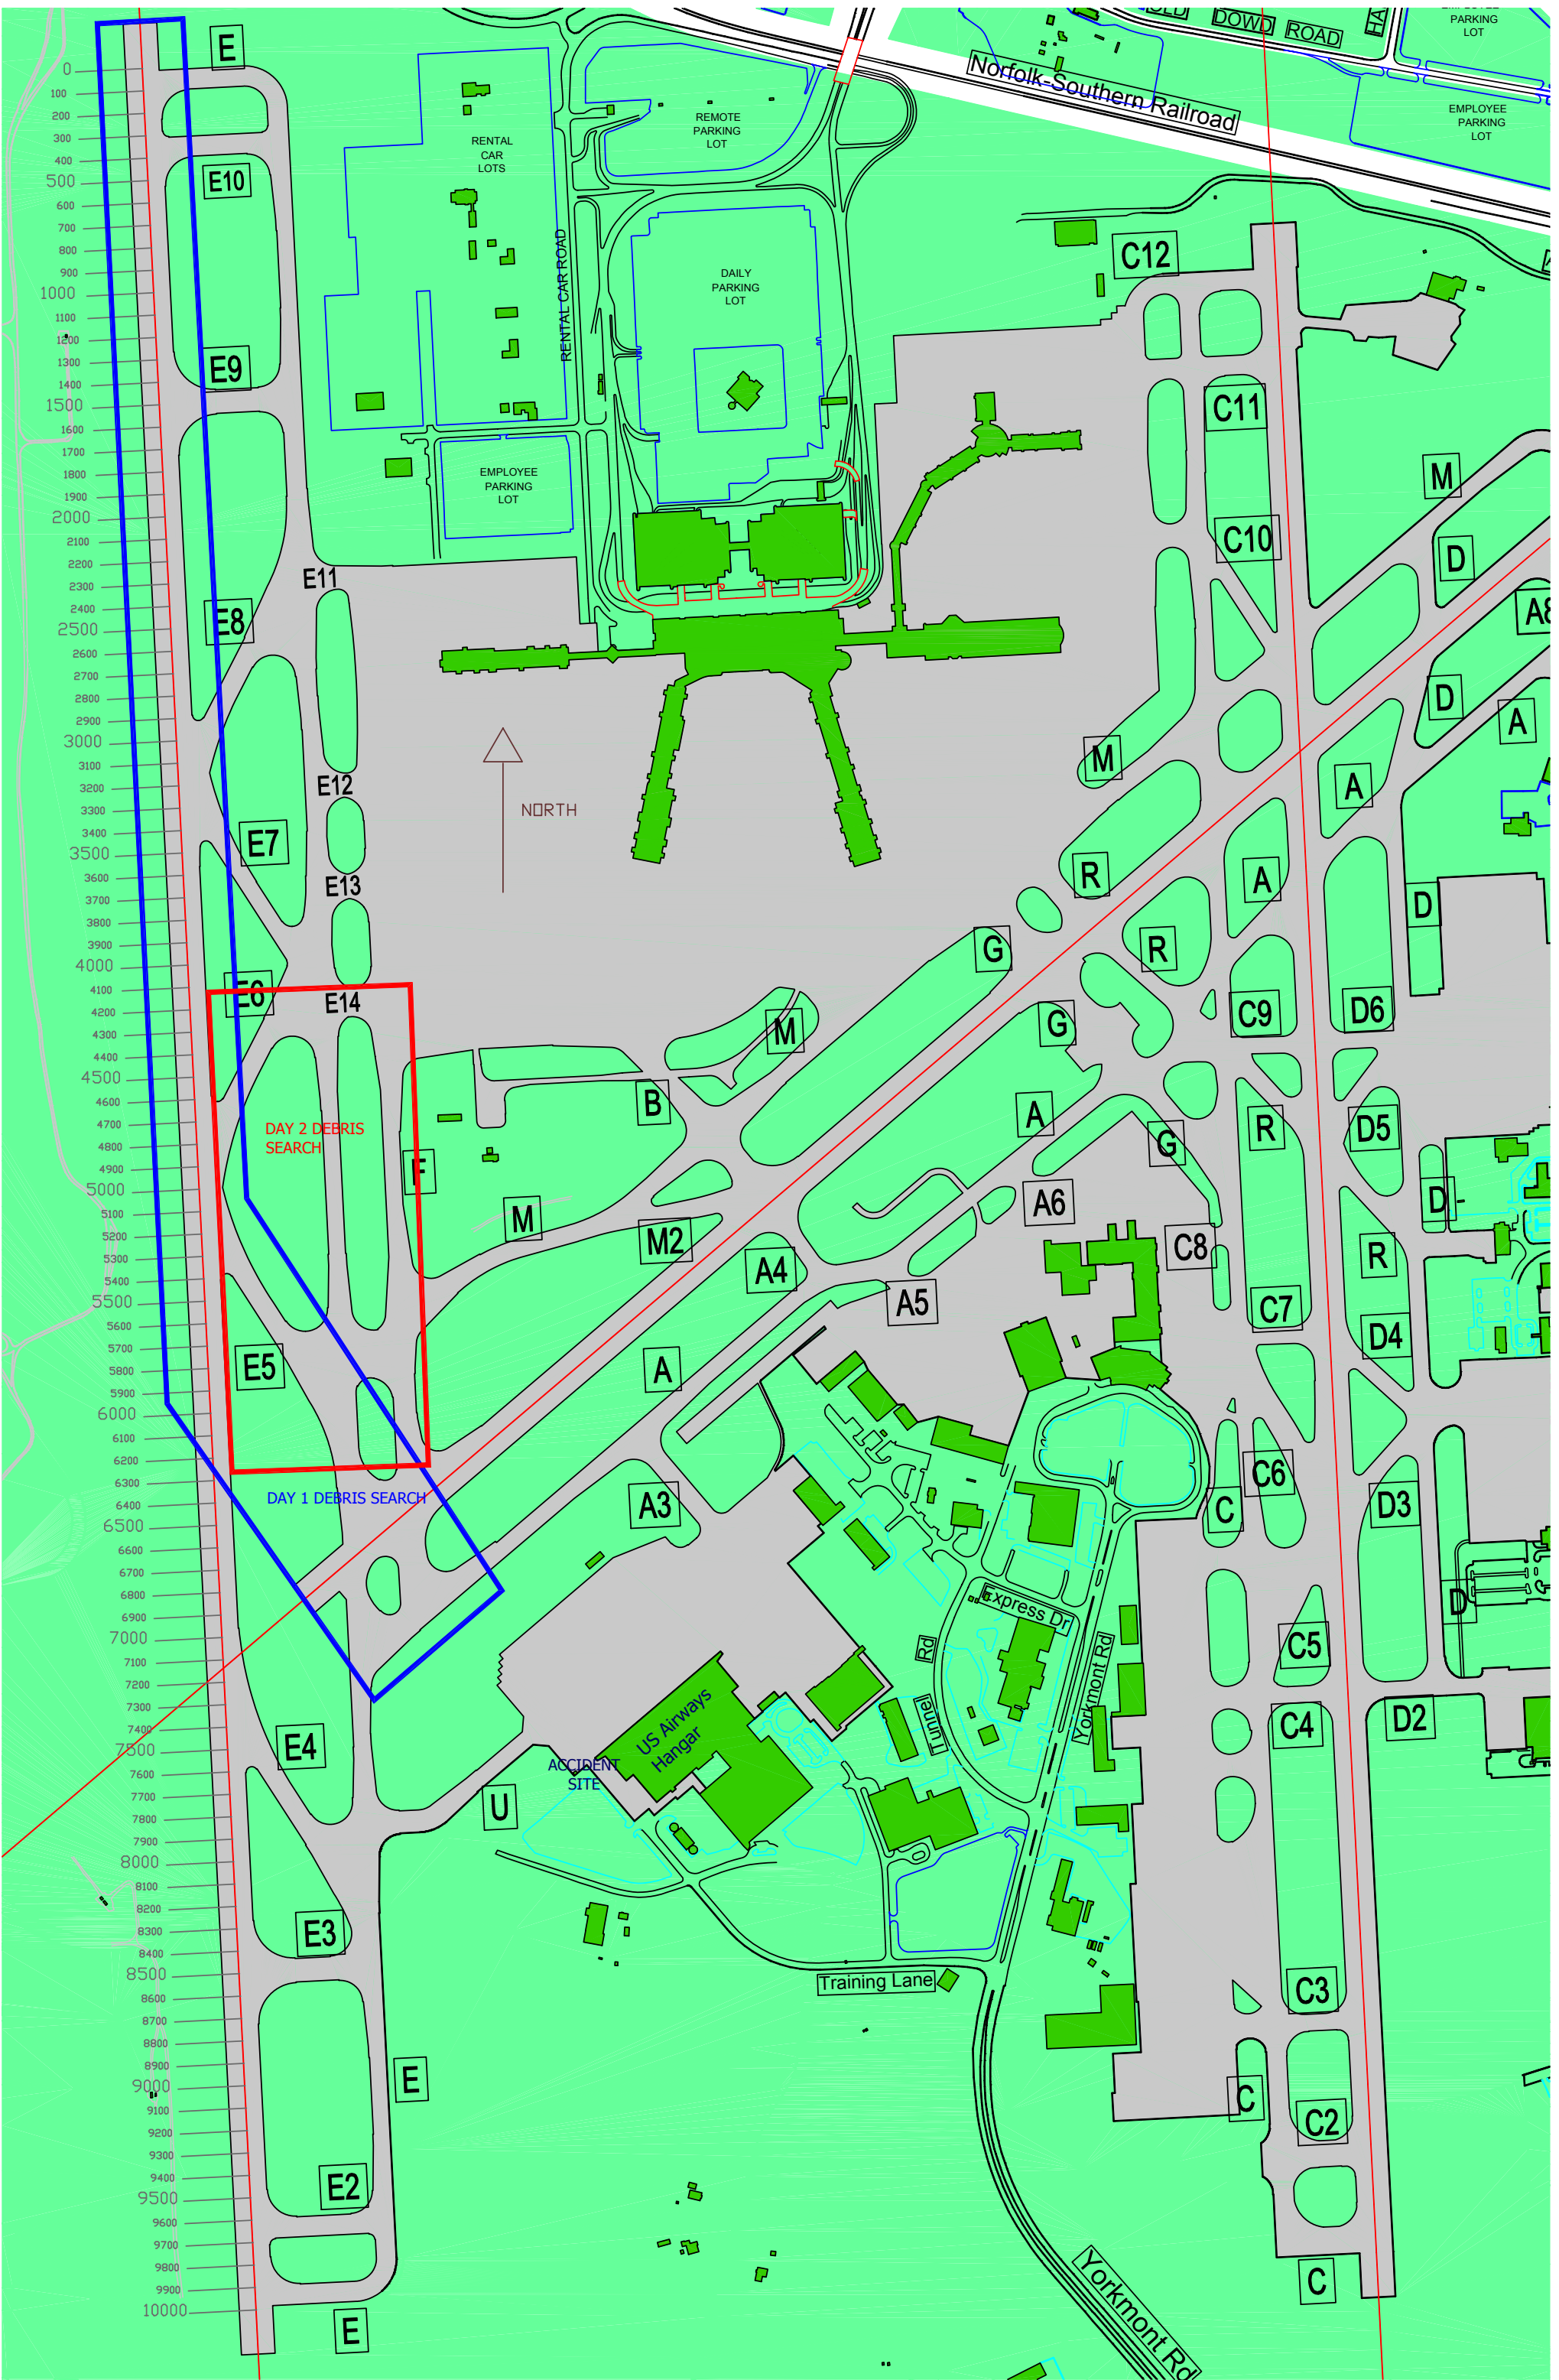 OLD
DOWD
ROAD
PARKING
LOT
Norfolk-Southern Railroad
EMPLOYEE
PARKING
LOT
E
0
100
200
300
400
500
600
700
800
900
1000
1100
1200
1300
1400
1500
1600
1700
1800
1900
2000
2100
2200
2300
2400
2500
2600
2700
2800
2900
3000
3100
3200
3300
3400
3500
3600
3700
3800
3900
4000
4100
4200
4300
4400
4500
4600
4700
4800
4900
5000
5100
5200
5300
5400
5500
5600
5700
5800
5900
6000
6100
6200
6300
6400
6500
6600
6700
6800
6900
7000
7100
7200
7300
7400
7500
7600
7700
7800
7900
8000
8100
8200
8300
8400
8500
8600
8700
8800
8900
9000
9100
9200
9300
9400
9500
9600
9700
9800
9900
10000
RENTAL
CAR
LOTS
REMOTE
PARKING
LOT
E10
RENTAL CAR ROAD
DAILY
PARKING
LOT
C12
E9
C11
EMPLOYEE
PARKING
LOT
M
C10
D
E11
E8
A8
D
A
M
E12
A
NORTH
E7
R
A
E13
D
G
R
E6
E14
M
G
C9
D6
B
A
DAY 2 DEBRIS
SEARCH
R
D5
G
F
M
A6
D
M2
C8
R
A4
A5
C7
D4
E5
A
C6
DAY 1 DEBRIS SEARCH
A3
C
D3
Express Dr
D
Rd
C5
Yorkmont Rd
US Airways
Hangar
Tunnel
C4
D2
E4
ACCIDENT
SITE
U
E3
Training Lane
C3
E
C
C2
E2
C
E
Yorkmont Rd